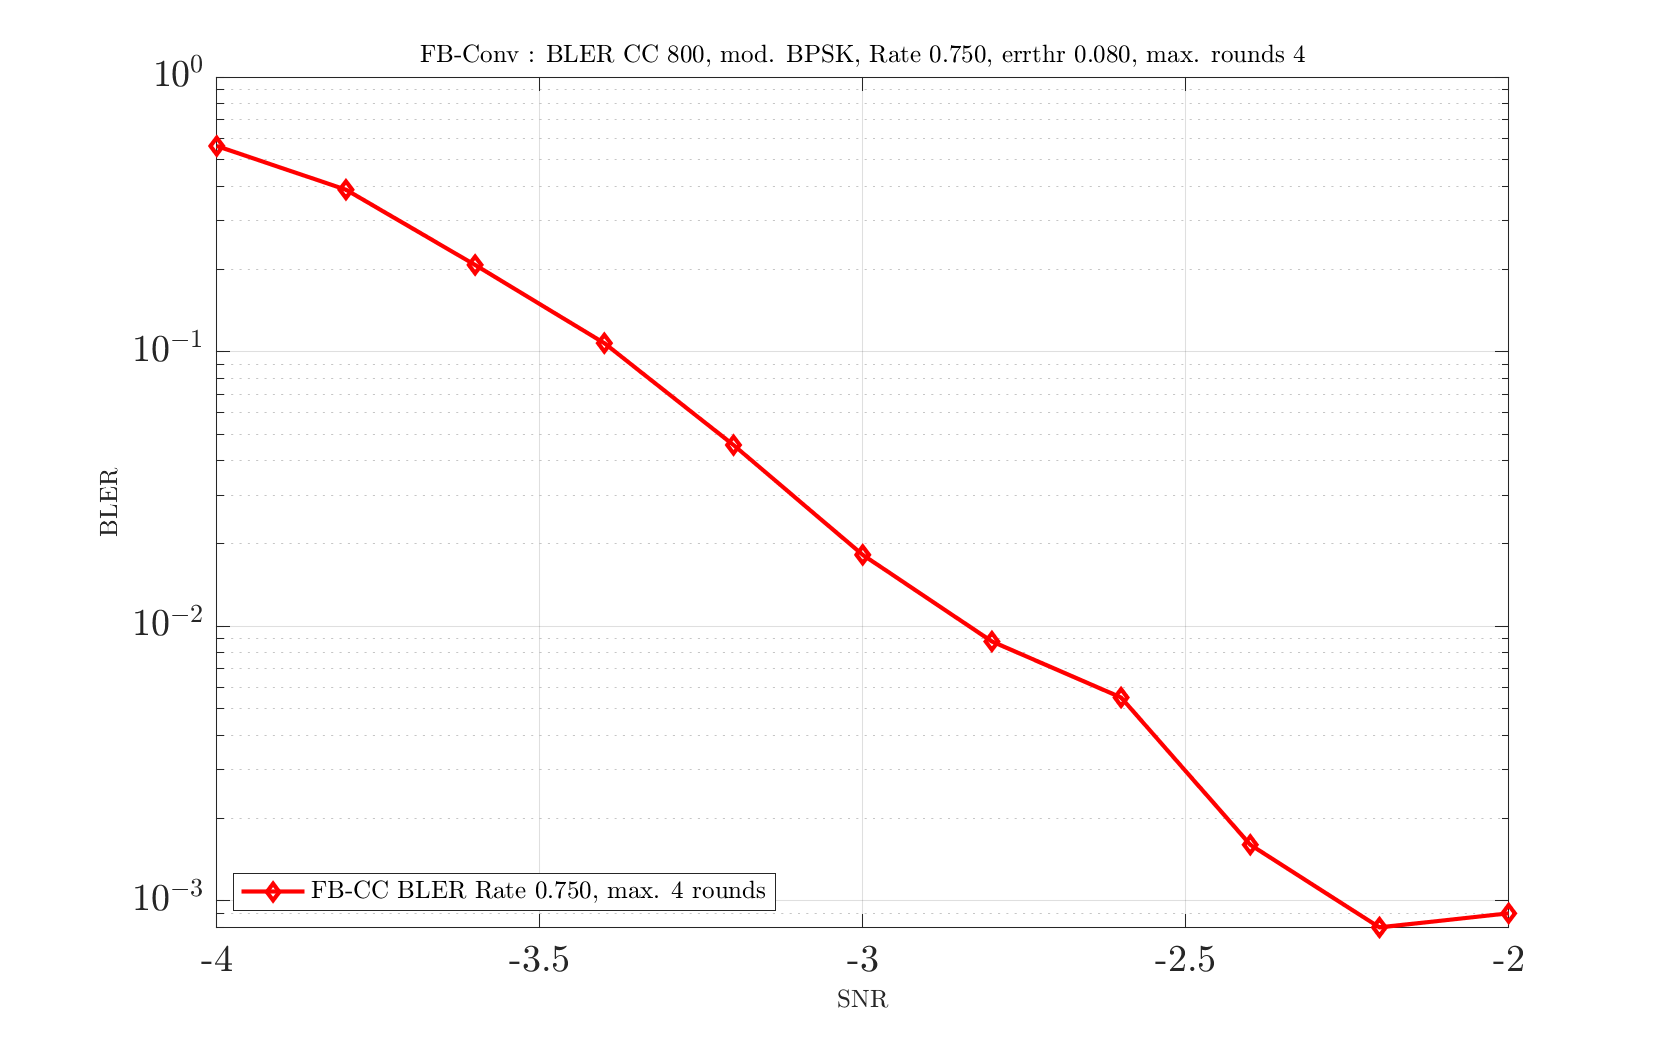 FB-Conv : BLER CC 800, mod. BPSK, Rate 0.750, errthr 0.080, max. rounds 4
10⁰
10⁻¹
10⁻²
10⁻³
BLER
FB-CC BLER Rate 0.750, max. 4 rounds
-4 -3.5 -3 -2.5 -2
SNR